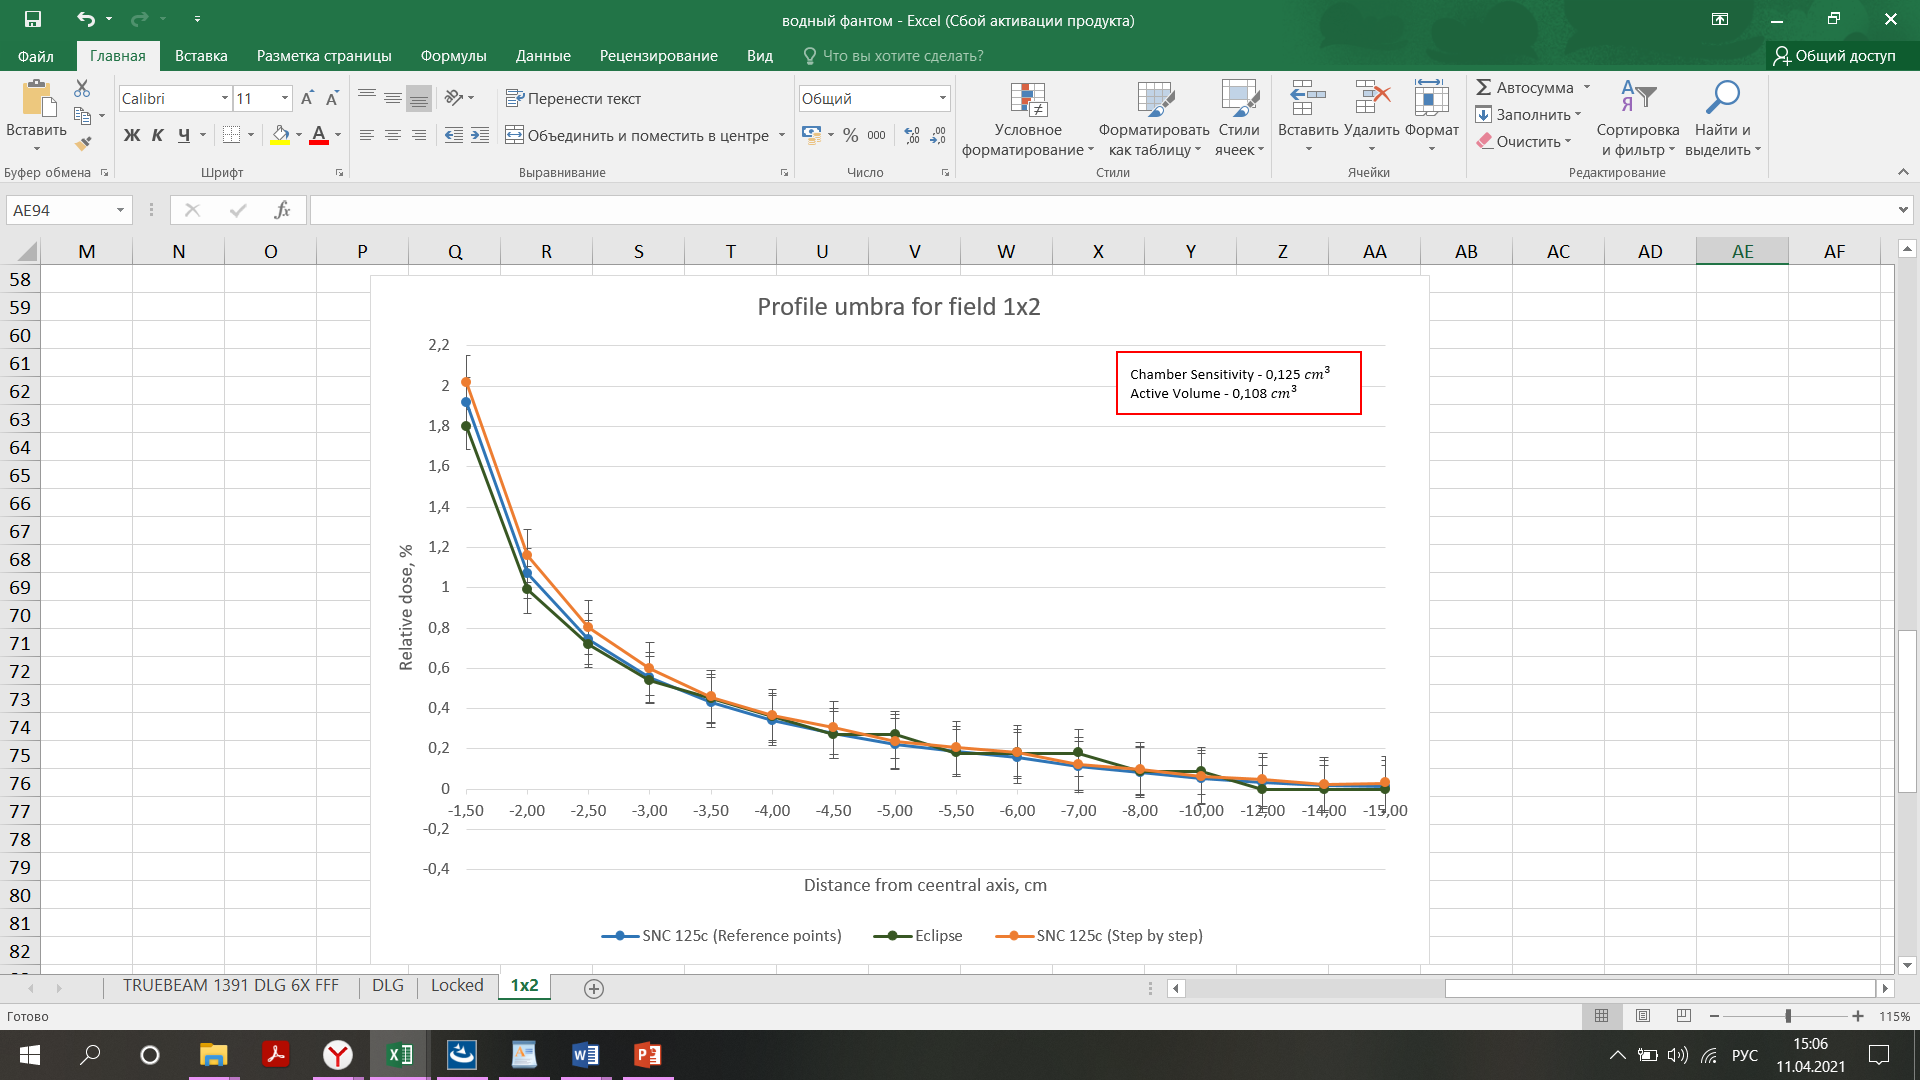 водный фантом - Excel (Сбой активации продукта)
Файл Главная Вставка Разметка страницы Формулы Данные Рецензирование Вид Что вы хотите сделать? Общий доступ
Вставить
Буфер обмена
Calibri 11
Ж К Ч А
Шрифт
Перенести текст
Объединить и поместить в центре
Выравнивание
Общий
% 000
Число
Условное форматирование
Форматировать как таблицу
Стили ячеек
Стили
Вставить Удалить Формат
Ячейки
Автосумма
Заполнить
Очистить
Сортировка и фильтр
Найти и выделить
Редактирование
AE94 fx
M N O P Q R S T U V W X Y Z AA AB AC AD AE AF
58
59
60
61
62
63
64
65
66
67
68
69
70
71
72
73
74
75
76
77
78
79
80
81
82
Profile umbra for field 1x2
Chamber Sensitivity - 0,125 cm³
Active Volume - 0,108 cm³
2,2
2
1,8
1,6
1,4
1,2
1
0,8
0,6
0,4
0,2
0
-0,2
-0,4
Relative dose, %
-1,50 -2,00 -2,50 -3,00 -3,50 -4,00 -4,50 -5,00 -5,50 -6,00 -7,00 -8,00 -10,00 -12,00 -14,00 -15,00
Distance from ceentral axis, cm
SNC 125c (Reference points) Eclipse SNC 125c (Step by step)
TRUEBEAM 1391 DLG 6X FFF DLG Locked 1x2
Готово 115%
РУС 15:06
11.04.2021